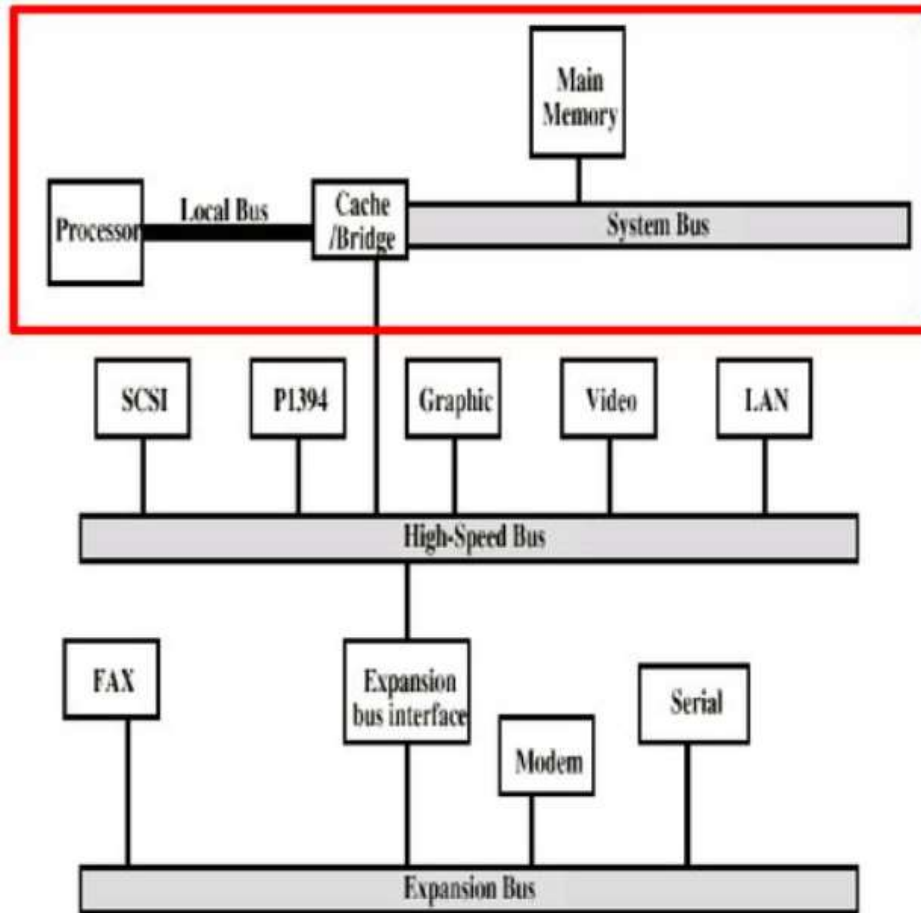 Main
Memory
Local Bus
Processor
Cache
/Bridge
System Bus
SCSI
P1394
Graphic
Video
LAN
High-Speed Bus
FAX
Expansion
bus interface
Serial
Modem
Expansion Bus